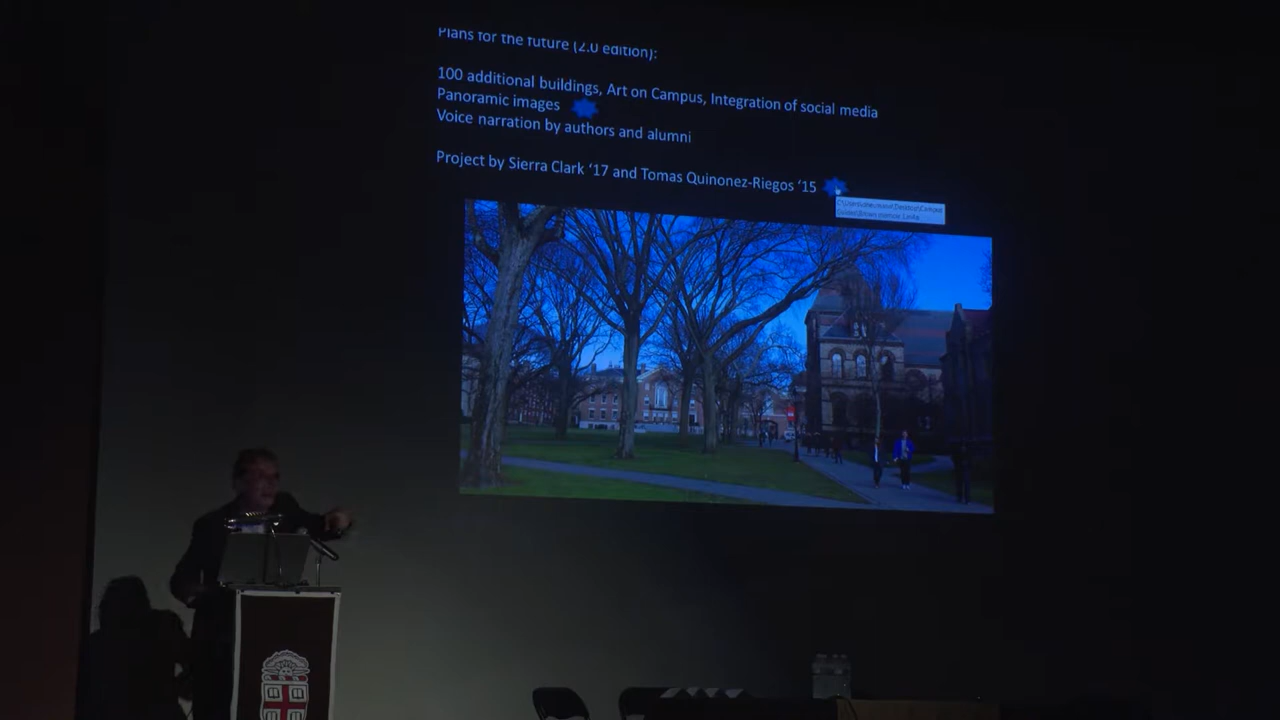 Plans for the future (2.0 edition):
100 additional buildings, Art on Campus, Integration of social media
Panoramic images
Voice narration by authors and alumni
Project by Sierra Clark ‘17 and Tomas Quinonez-Riegos ‘15